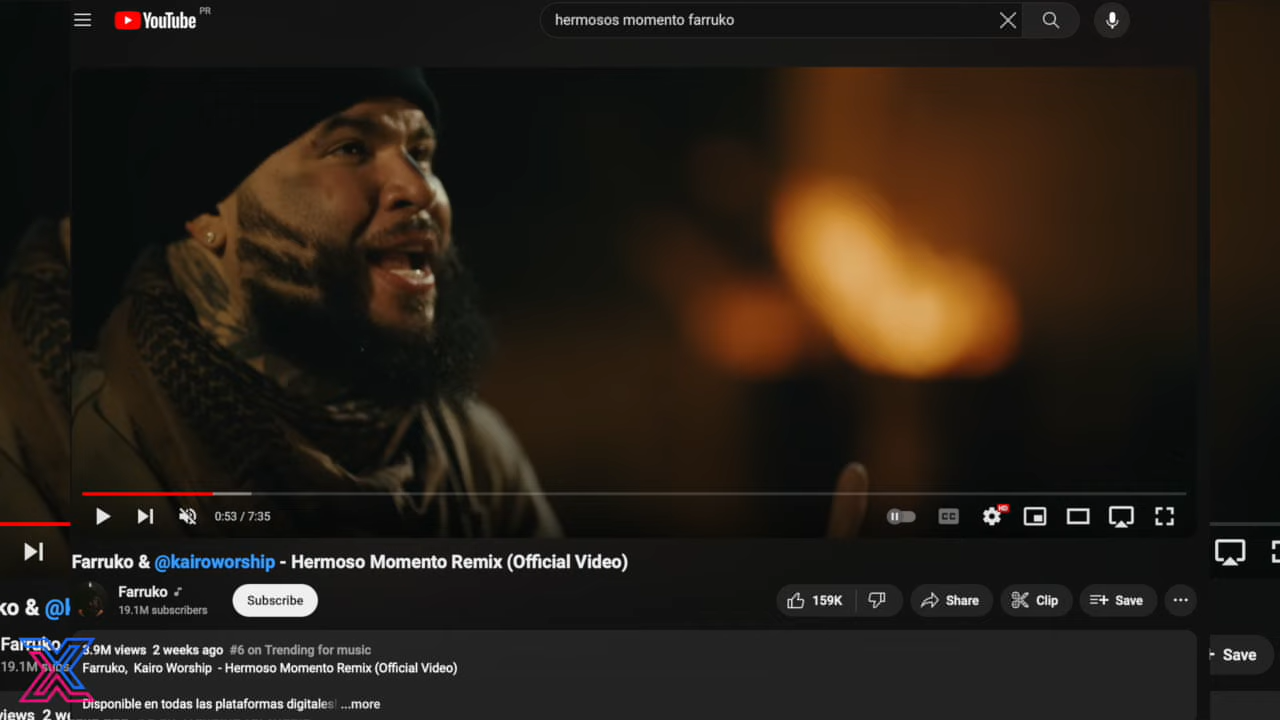 YouTube PR
hermosos momento farruko
HD
CC
0:53 / 7:35
Farruko & @kairoworship - Hermoso Momento Remix (Official Video)
Farruko
19.1M subscribers
Subscribe
159K
Share
Clip
Save
3.9M views 2 weeks ago #6 on Trending for music
Farruko, Kairo Worship - Hermoso Momento Remix (Official Video)
Disponible en todas las plataformas digitales ...more
ko & @k
Farruko
19.1M subs
views 2 we
Save
X